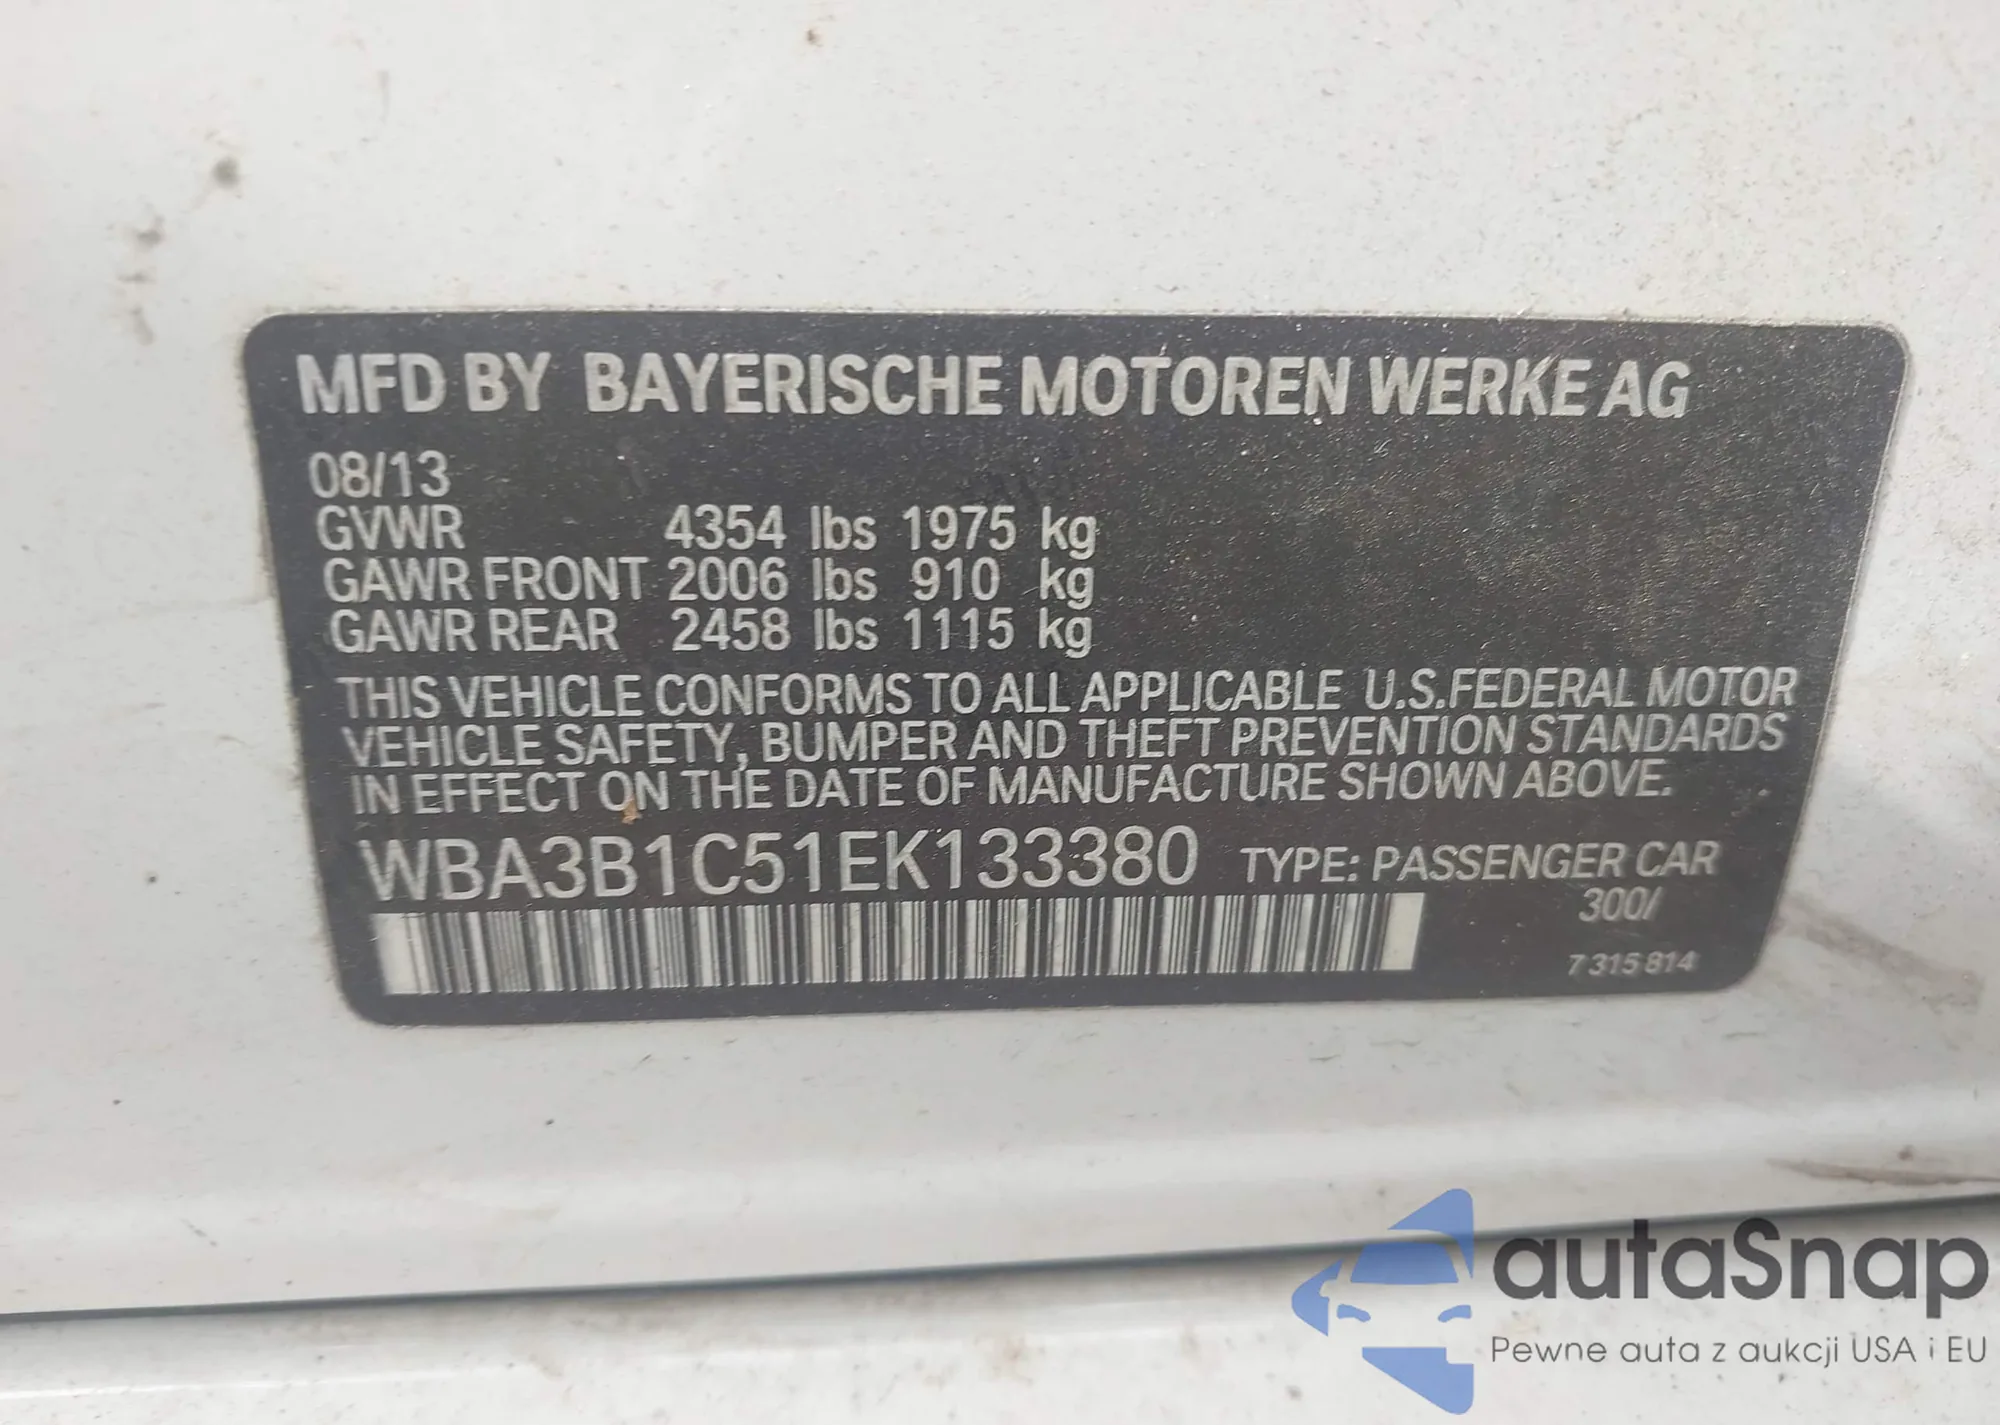 MFD BY BAYERISCHE MOTOREN WERKE AG
08/13
GVWR 4354 lbs 1975 kg
GAWR FRONT 2006 lbs 910 kg
GAWR REAR 2458 lbs 1115 kg
THIS VEHICLE CONFORMS TO ALL APPLICABLE U.S.FEDERAL MOTOR
VEHICLE SAFETY, BUMPER AND THEFT PREVENTION STANDARDS
IN EFFECT ON THE DATE OF MANUFACTURE SHOWN ABOVE.
WBA3B1C51EK133380 TYPE: PASSENGER CAR
300/
7 315 814
autaSnap
Pewne auta z aukcji USA i EU